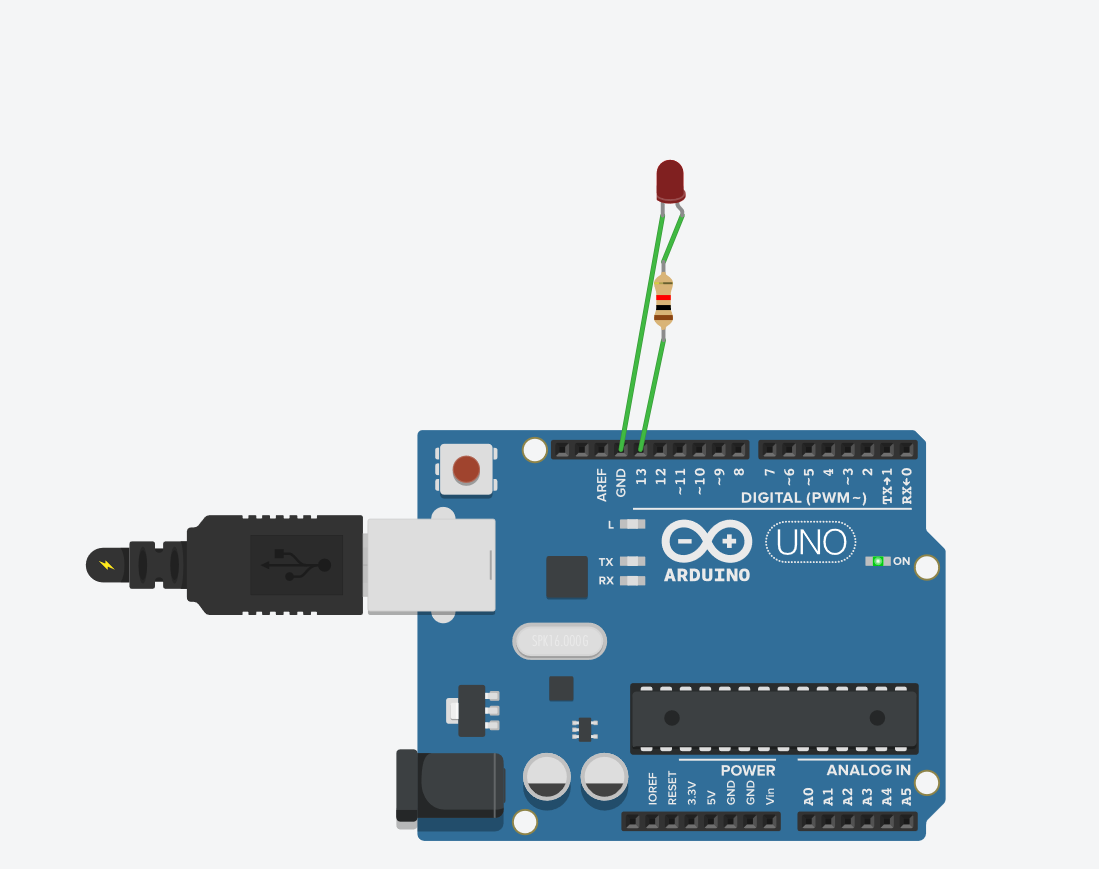 AREF
GND
13
12
~11
~10
~9
8
7
~6
~5
4
~3
2
TX→1
RX←0
DIGITAL (PWM~)
L
TX
RX
UNO
ARDUINO
ON
SPK16.000G
POWER
ANALOG IN
IOREF
RESET
3.3V
5V
GND
GND
Vin
A0
A1
A2
A3
A4
A5